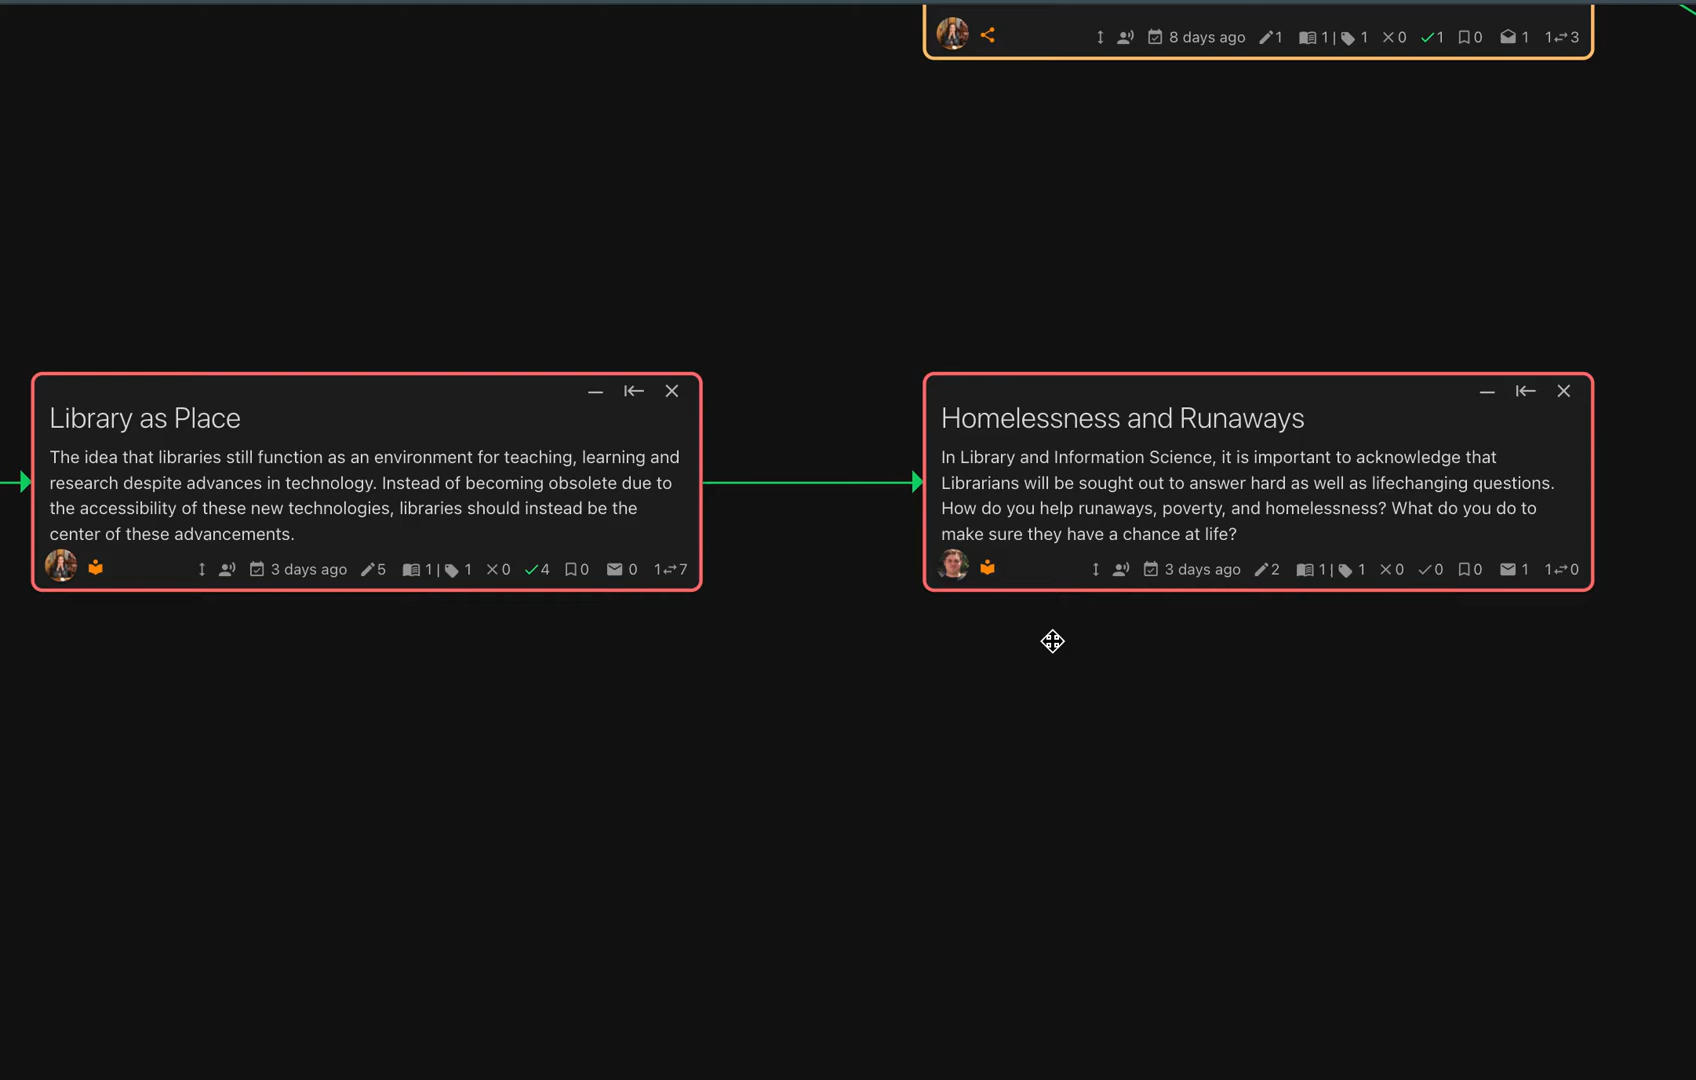 8 days ago 1 1 | 1 0 1 0 1 1 3
Library as Place
The idea that libraries still function as an environment for teaching, learning and
research despite advances in technology. Instead of becoming obsolete due to
the accessibility of these new technologies, libraries should instead be the
center of these advancements.
3 days ago 5 1 | 1 0 4 0 0 1 7
Homelessness and Runaways
In Library and Information Science, it is important to acknowledge that
Librarians will be sought out to answer hard as well as lifechanging questions.
How do you help runaways, poverty, and homelessness? What do you do to
make sure they have a chance at life?
3 days ago 2 1 | 1 0 0 0 1 1 0